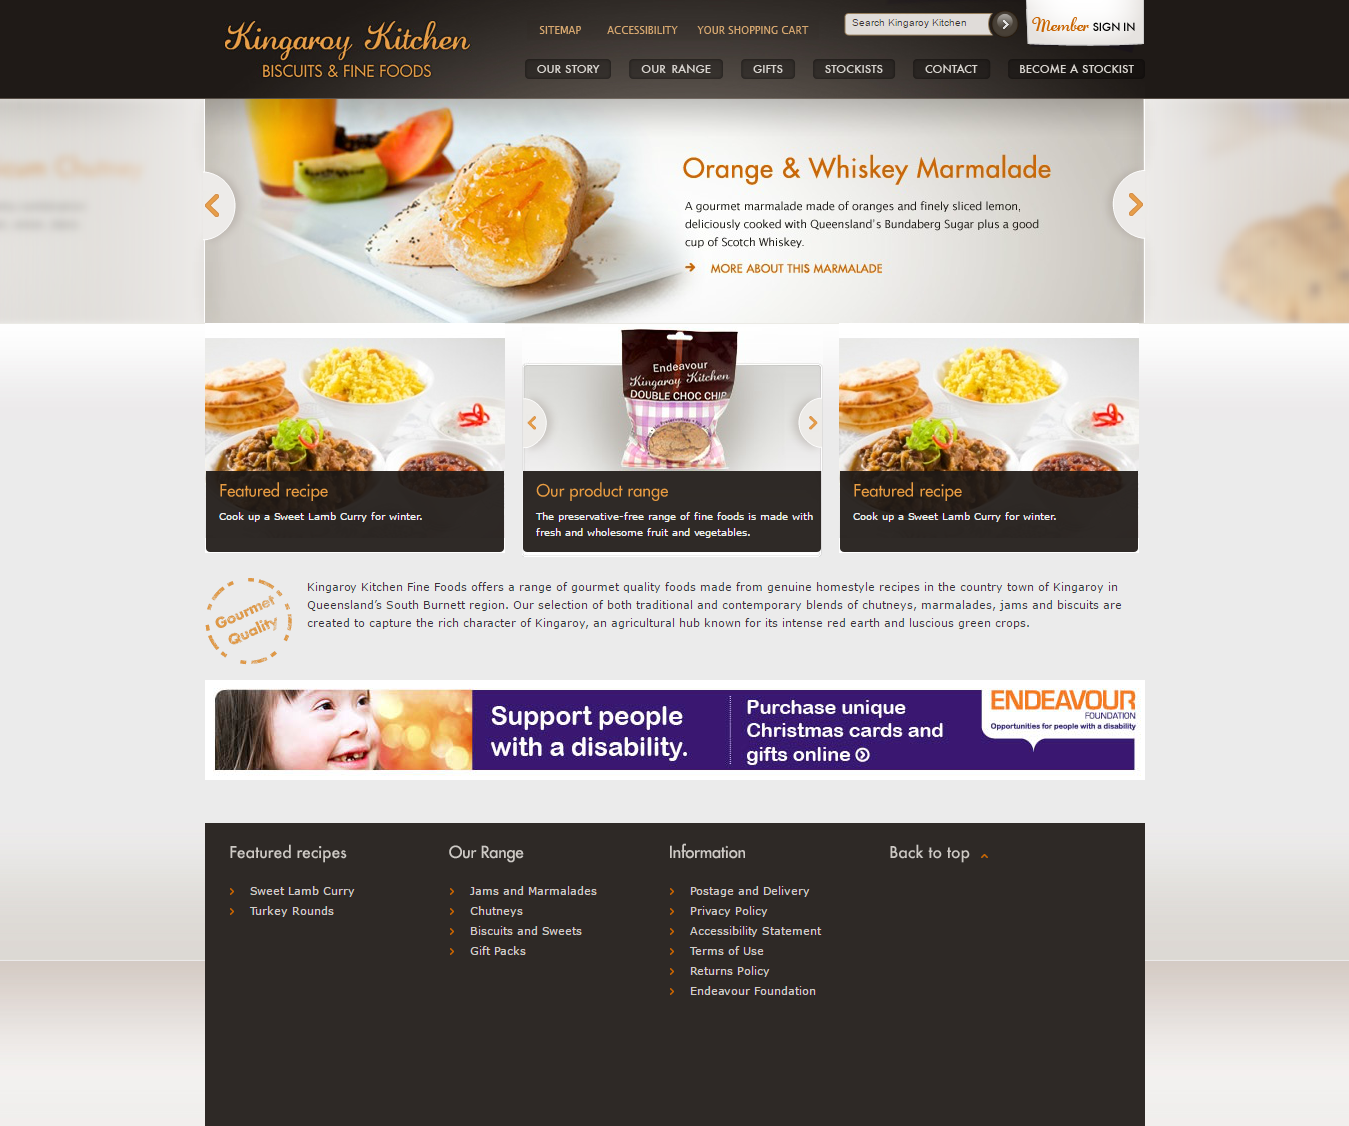 Kingaroy Kitchen
BISCUITS & FINE FOODS
SITEMAP
ACCESSIBILITY
YOUR SHOPPING CART
Search Kingaroy Kitchen
Member SIGN IN
OUR STORY
OUR RANGE
GIFTS
STOCKISTS
CONTACT
BECOME A STOCKIST
Chutney
Orange & Whiskey Marmalade
A gourmet marmalade made of oranges and finely sliced lemon,
deliciously cooked with Queensland's Bundaberg Sugar plus a good
cup of Scotch Whiskey.
MORE ABOUT THIS MARMALADE
Endeavour
Kingaroy Kitchen
DOUBLE CHOC CHIP
Featured recipe
Cook up a Sweet Lamb Curry for winter.
Our product range
The preservative-free range of fine foods is made with
fresh and wholesome fruit and vegetables.
Featured recipe
Cook up a Sweet Lamb Curry for winter.
Gourmet
Quality
Kingaroy Kitchen Fine Foods offers a range of gourmet quality foods made from genuine homestyle recipes in the country town of Kingaroy in
Queensland's South Burnett region. Our selection of both traditional and contemporary blends of chutneys, marmalades, jams and biscuits are
created to capture the rich character of Kingaroy, an agricultural hub known for its intense red earth and luscious green crops.
Support people
with a disability.
Purchase unique
Christmas cards and
gifts online
ENDEAVOUR
FOUNDATION
Opportunities for people with a disability
Featured recipes
Sweet Lamb Curry
Turkey Rounds
Our Range
Jams and Marmalades
Chutneys
Biscuits and Sweets
Gift Packs
Information
Postage and Delivery
Privacy Policy
Accessibility Statement
Terms of Use
Returns Policy
Endeavour Foundation
Back to top